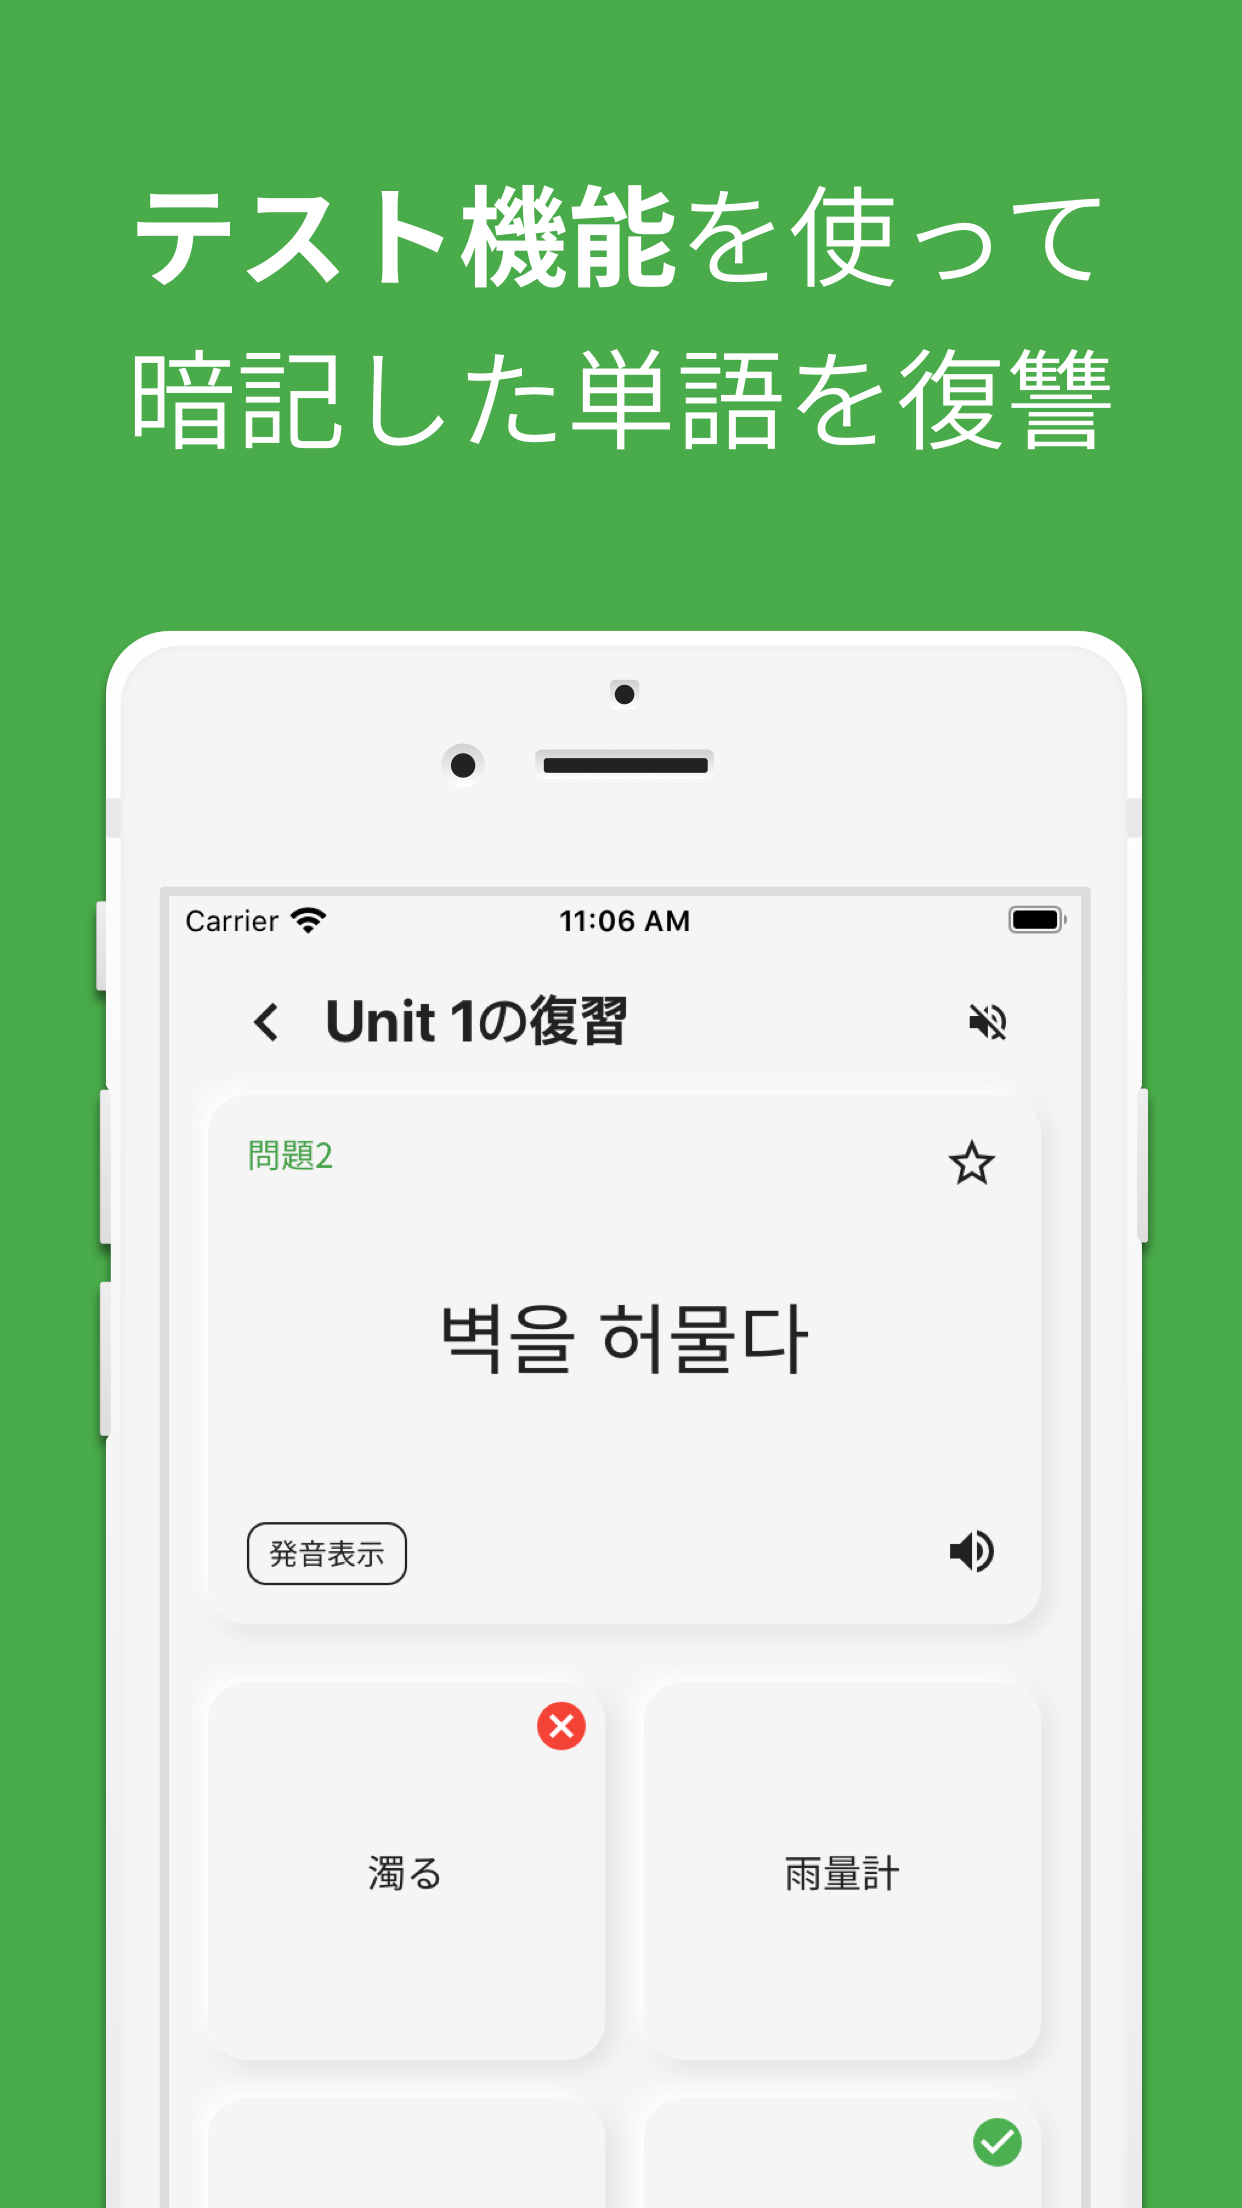 テスト機能を使って
暗記した単語を復讐
Carrier 11:06 AM
Unit 1の復習
問題2
벽을 허물다
発音表示
濁る
雨量計